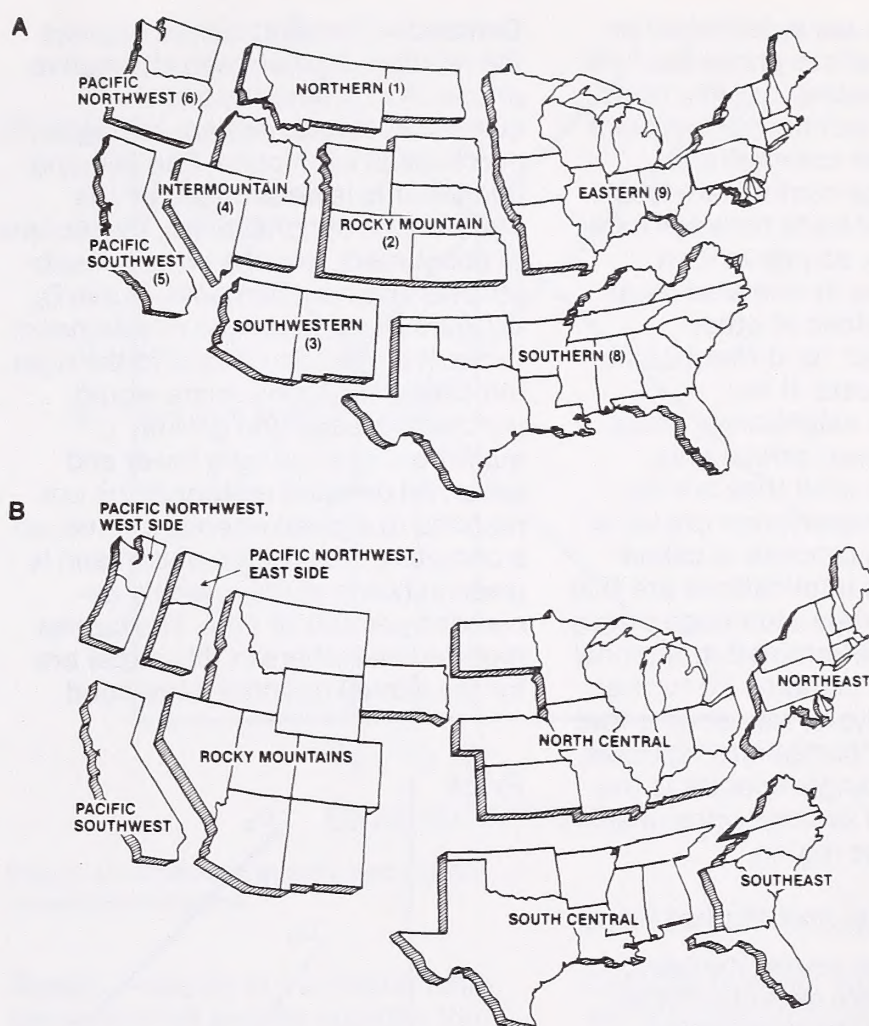 A
PACIFIC
NORTHWEST (6)
NORTHERN (1)
INTERMOUNTAIN
(4)
ROCKY MOUNTAIN
(2)
EASTERN (9)
PACIFIC
SOUTHWEST
(5)
SOUTHWESTERN
(3)
SOUTHERN (8)
B
PACIFIC NORTHWEST,
WEST SIDE
PACIFIC NORTHWEST,
EAST SIDE
NORTHEAST
ROCKY MOUNTAINS
NORTH CENTRAL
PACIFIC
SOUTHWEST
SOUTHEAST
SOUTH CENTRAL